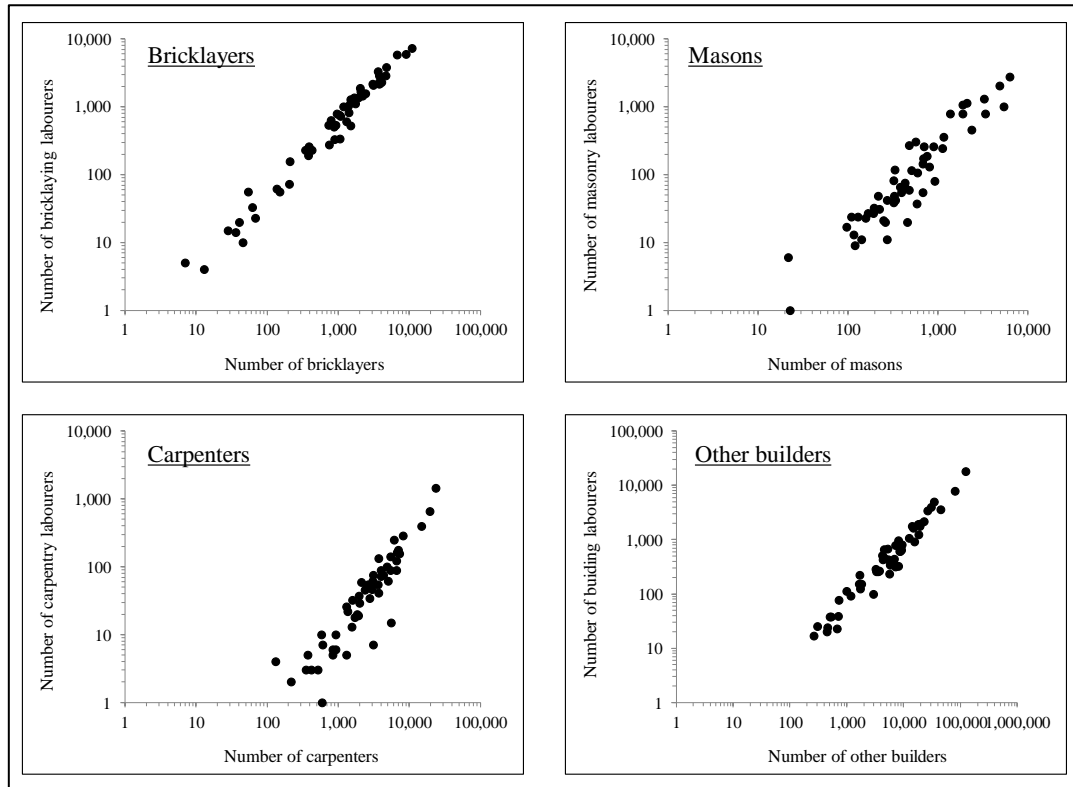 Bricklayers
Number of bricklaying labourers
10,000
1,000
100
10
1
1 10 100 1,000 10,000 100,000
Number of bricklayers
Masons
Number of masonry labourers
10,000
1,000
100
10
1
1 10 100 1,000 10,000
Number of masons
Carpenters
Number of carpentry labourers
10,000
1,000
100
10
1
1 10 100 1,000 10,000 100,000
Number of carpenters
Other builders
Number of buiding labourers
100,000
10,000
1,000
100
10
1
1 10 100 1,000 10,000 100,000 1,000,000
Number of other builders